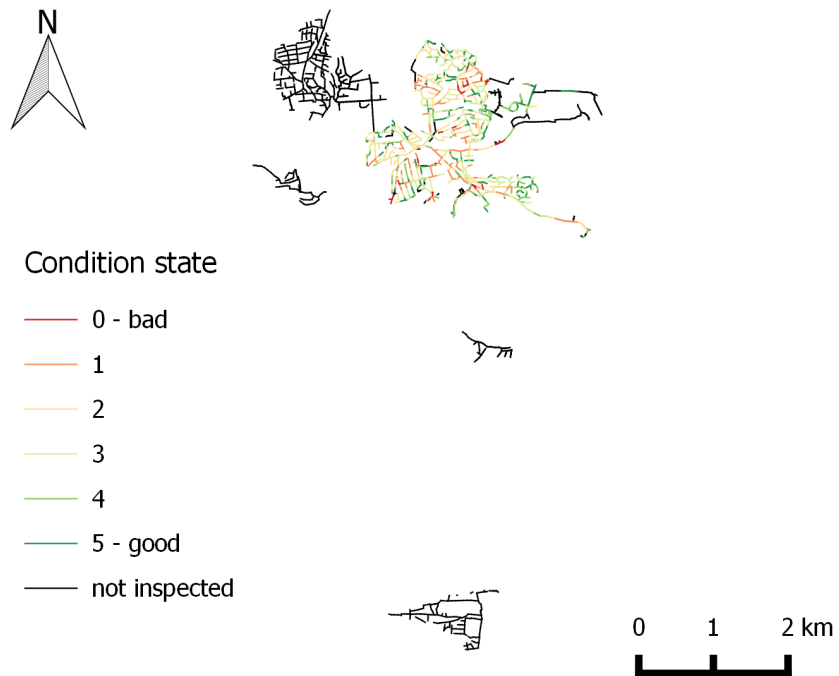 N
Condition state
0 - bad
1
2
3
4
5 - good
not inspected
0 1 2 km